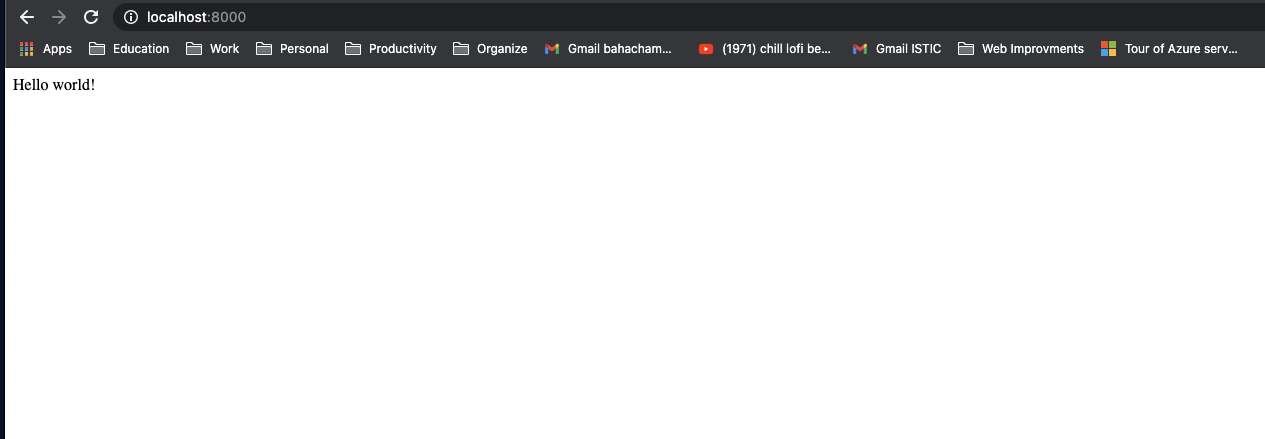 localhost:8000
Apps Education Work Personal Productivity Organize Gmail bahacham... (1971) chill lofi be... Gmail ISTIC Web Improvments Tour of Azure serv...
Hello world!